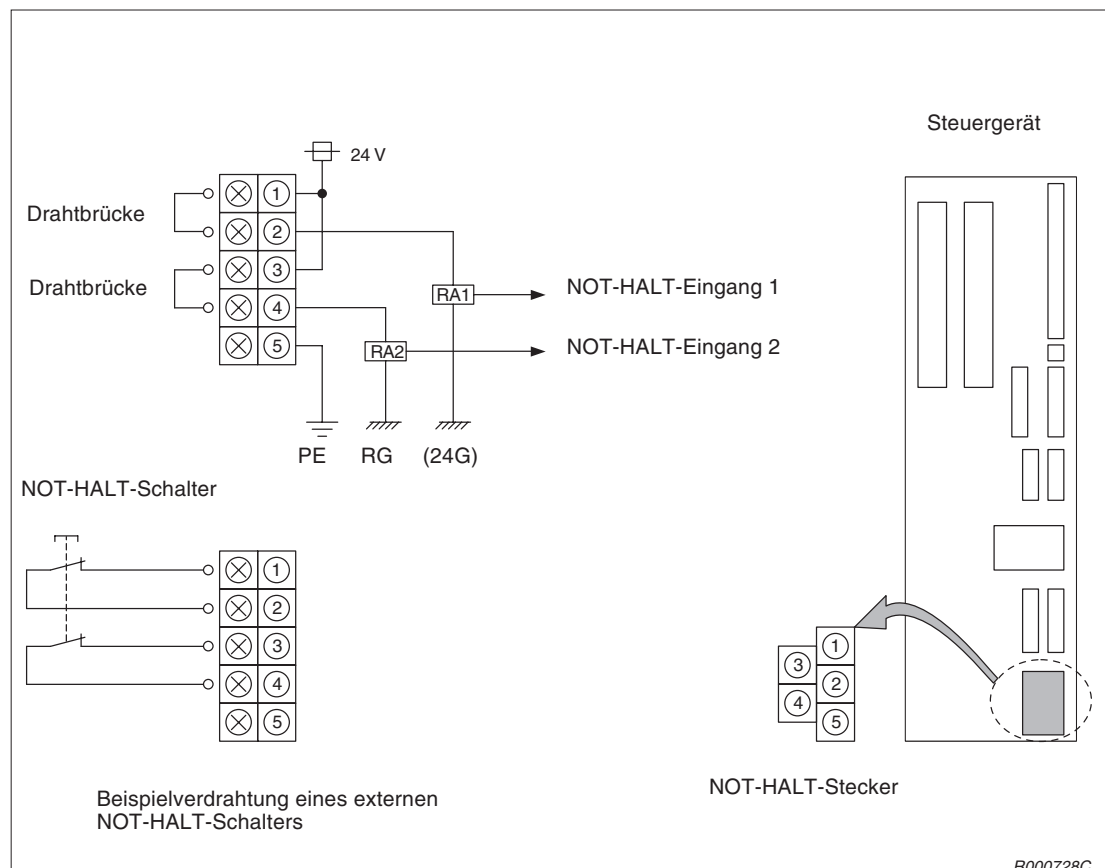 Steuergerät
24 V
Drahtbrücke
Drahtbrücke
1
2
3
4
5
RA1
RA2
NOT-HALT-Eingang 1
NOT-HALT-Eingang 2
PE RG (24G)
NOT-HALT-Schalter
1
2
3
4
5
1
3
2
4
5
NOT-HALT-Stecker
Beispielverdrahtung eines externen
NOT-HALT-Schalters
R000728C